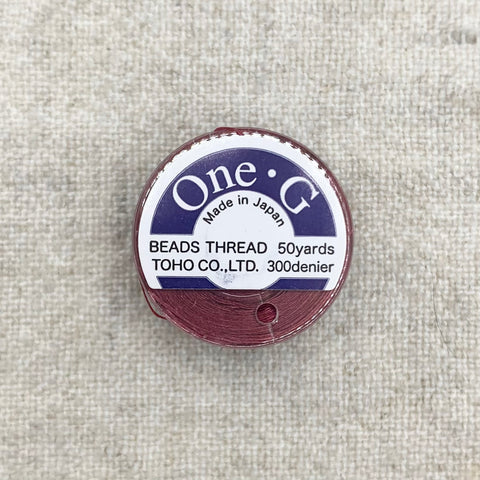 One・G
Made in Japan
BEADS THREAD 50yards
TOHO CO.,LTD. 300denier